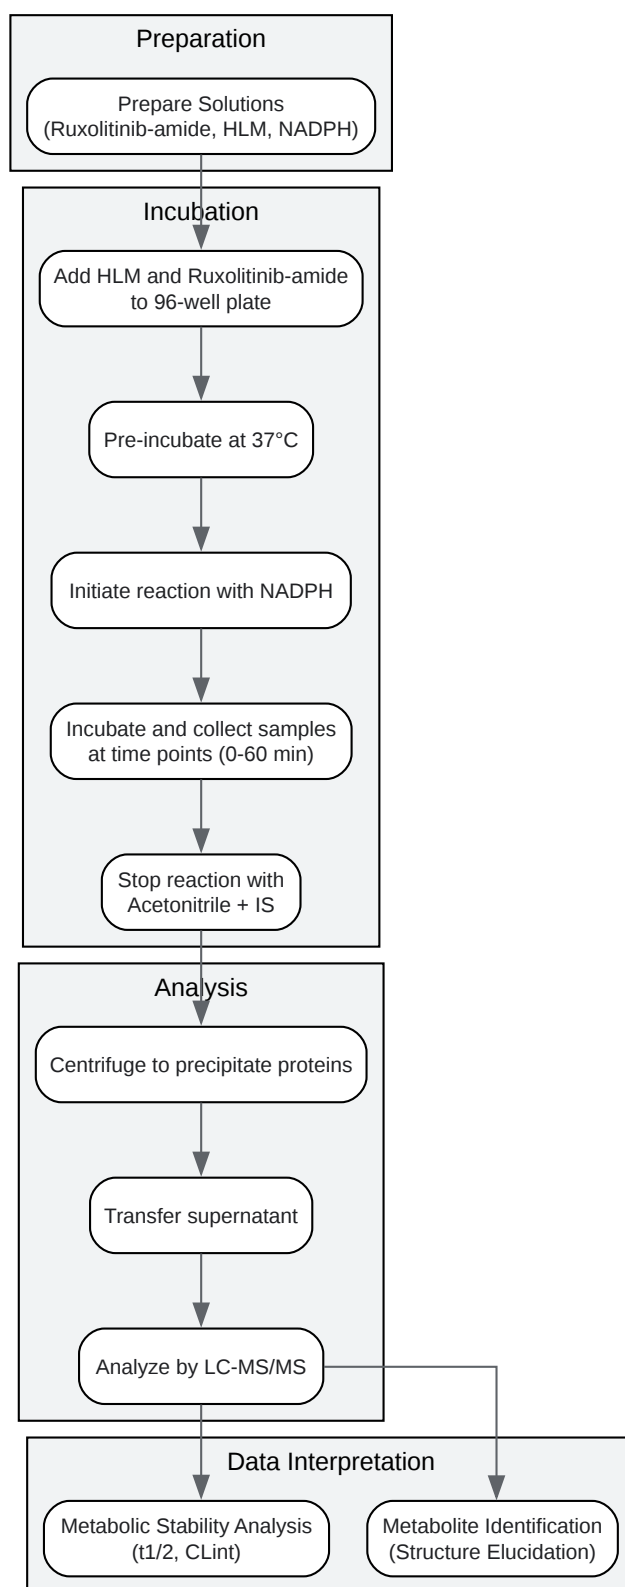 Preparation
Prepare Solutions
(Ruxolitinib-amide, HLM, NADPH)
Incubation
Add HLM and Ruxolitinib-amide
to 96-well plate
Pre-incubate at 37°C
Initiate reaction with NADPH
Incubate and collect samples
at time points (0-60 min)
Stop reaction with
Acetonitrile + IS
Analysis
Centrifuge to precipitate proteins
Transfer supernatant
Analyze by LC-MS/MS
Data Interpretation
Metabolic Stability Analysis
(t1/2, CLint)
Metabolite Identification
(Structure Elucidation)